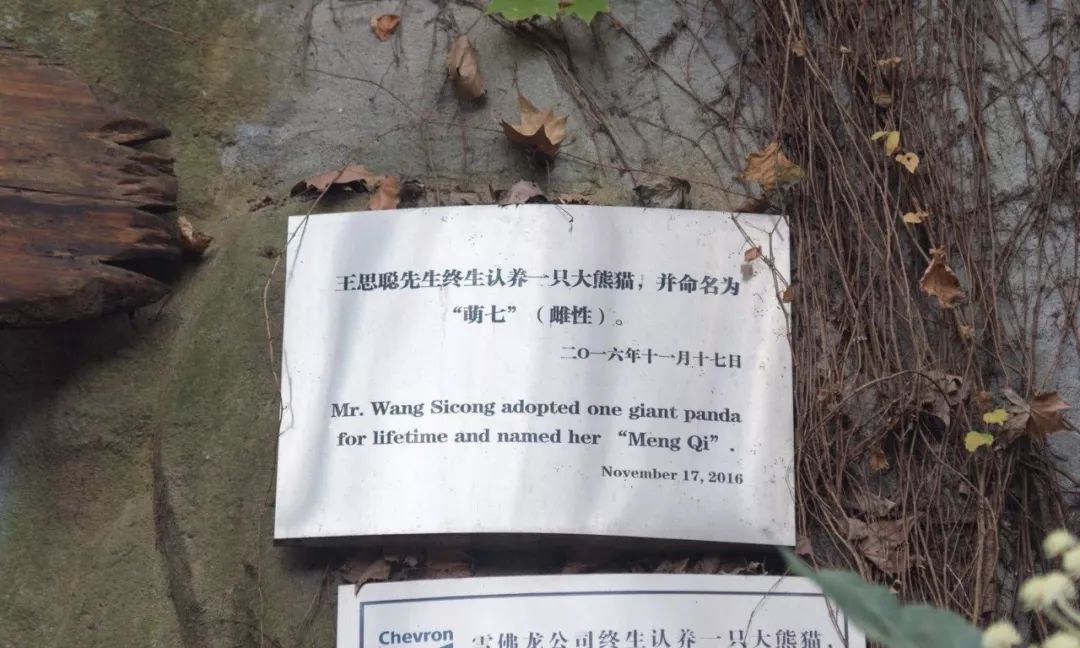 王思聪先生终生认养一只大熊猫，并命名为
“萌七”（雌性）。
二〇一六年十一月十七日
Mr. Wang Sicong adopted one giant panda
for lifetime and named her “Meng Qi”.
November 17, 2016
Chevron
雪佛龙公司终生认养一只大熊猫，